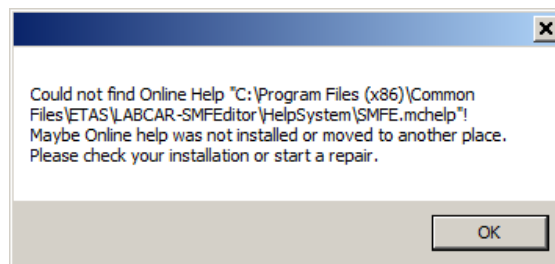 Could not find Online Help "C:\Program Files (x86)\Common
Files\ETAS\LABCAR-SMFEditor\HelpSystem\SMFE.mchelp"!
Maybe Online help was not installed or moved to another place.
Please check your installation or start a repair.
OK